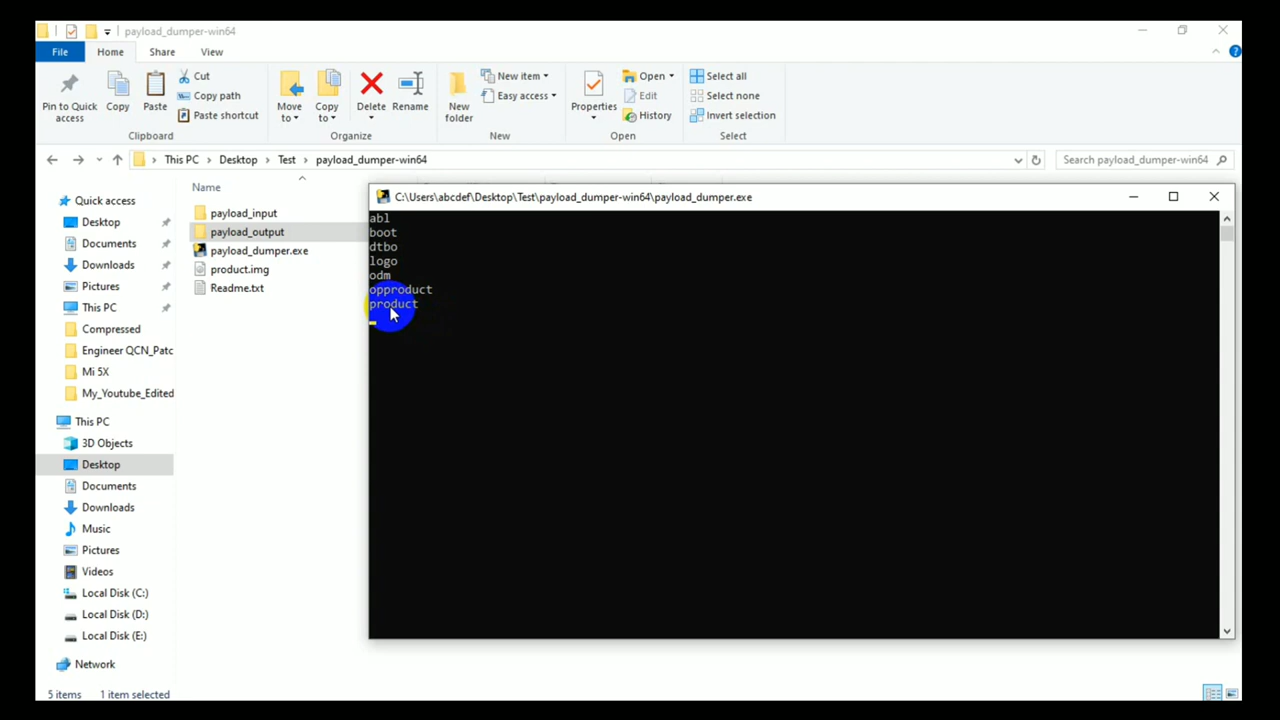 payload_dumper-win64
File Home Share View
Pin to Quick access
Copy
Paste
Cut
Copy path
Paste shortcut
Clipboard
Move to
Copy to
Delete
Rename
Organize
New folder
New item
Easy access
New
Properties
Open
Edit
History
Open
Select all
Select none
Invert selection
Select
This PC > Desktop > Test > payload_dumper-win64
Search payload_dumper-win64
Quick access
Desktop
Documents
Downloads
Pictures
This PC
Compressed
Engineer QCN_Patc
Mi 5X
My_Youtube_Edited
This PC
3D Objects
Desktop
Documents
Downloads
Music
Pictures
Videos
Local Disk (C:)
Local Disk (D:)
Local Disk (E:)
Network
Name
payload_input
payload_output
payload_dumper.exe
product.img
Readme.txt
C:\Users\abcdef\Desktop\Test\payload_dumper-win64\payload_dumper.exe
abl
boot
dtbo
logo
odm
opproduct
product
5 items 1 item selected